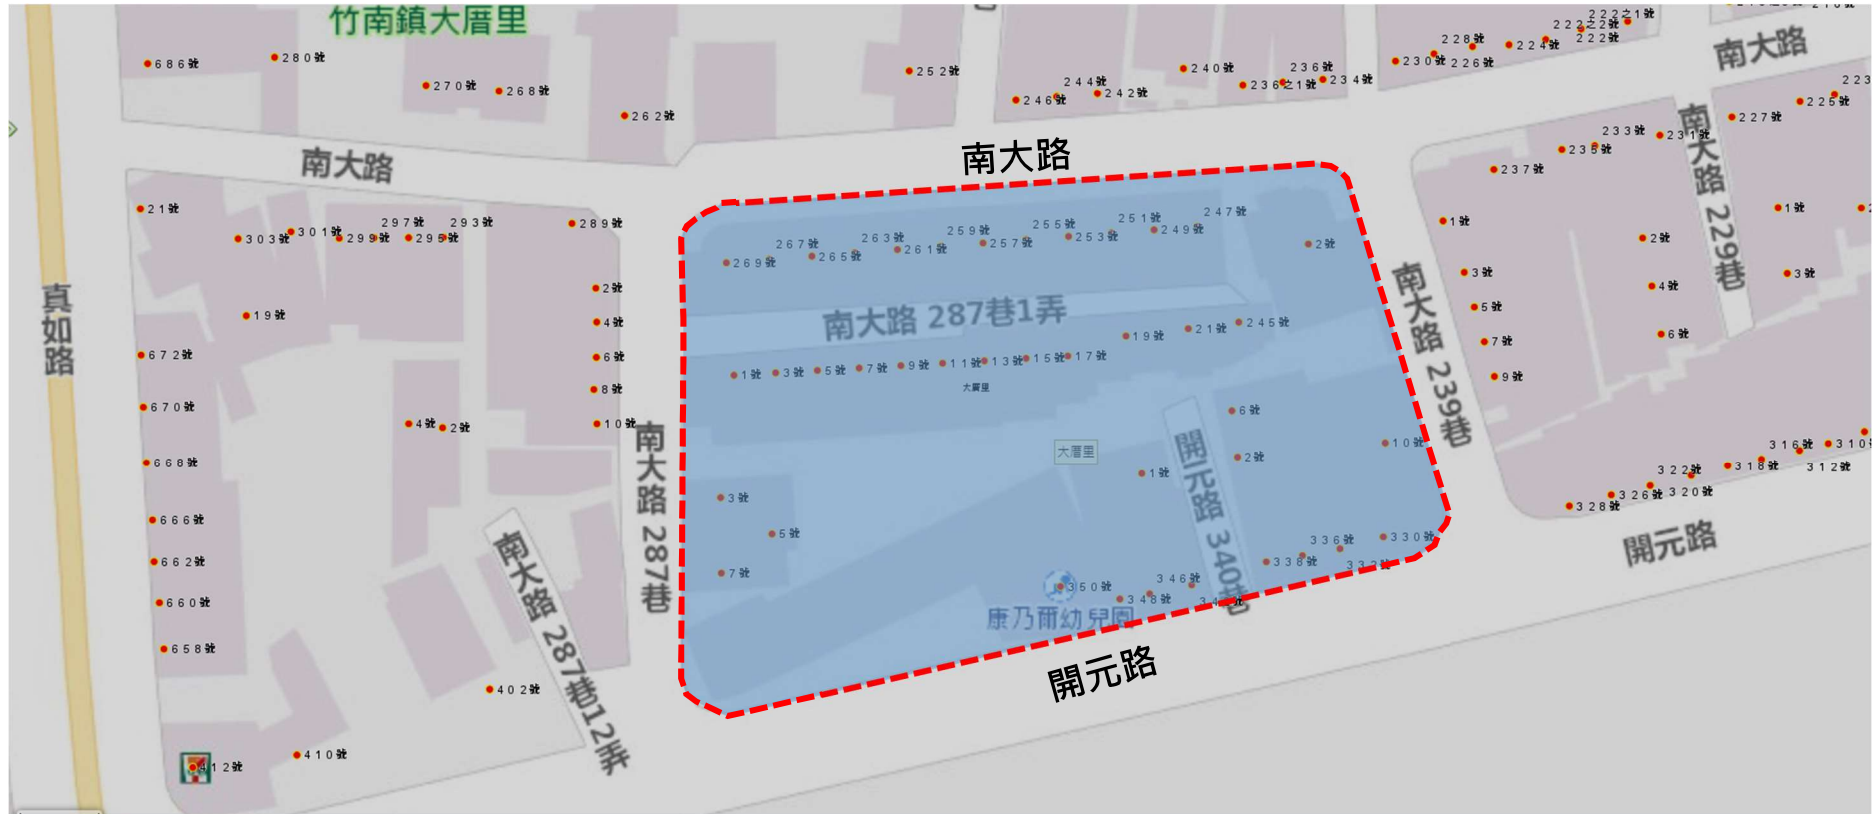 竹南鎮大厝里
222之1號
222之2號
222號
228號
224號
230號
226號
南大路
686號
280號
270號
268號
262號
252號
240號
236號
244號
236之1號
234號
246號
242號
225號
227號
223
233號
231號
235號
237號
南大路 229巷
南大路
南大路
21號
297號
293號
303號
301號
299號
295號
289號
267號
263號
259號
255號
251號
247號
269號
265號
261號
257號
253號
249號
2號
1號
2號
1號
3號
4號
3號
5號
7號
6號
9號
南大路 239巷
真如路
19號
2號
4號
6號
8號
10號
南大路 287巷1弄
19號
21號
245號
1號
3號
5號
7號
9號
11號
13號
15號
17號
大厝里
672號
670號
4號
2號
668號
666號
662號
660號
658號
南大路 287巷
大厝里
6號
2號
1號
10號
開元路 340巷
3號
5號
7號
316號
310
322號
318號
312號
326號
320號
328號
開元路
330號
336號
338號
332號
350號
346號
348號
康乃爾幼兒園
開元路
南大路 287巷12弄
402號
410號
412號